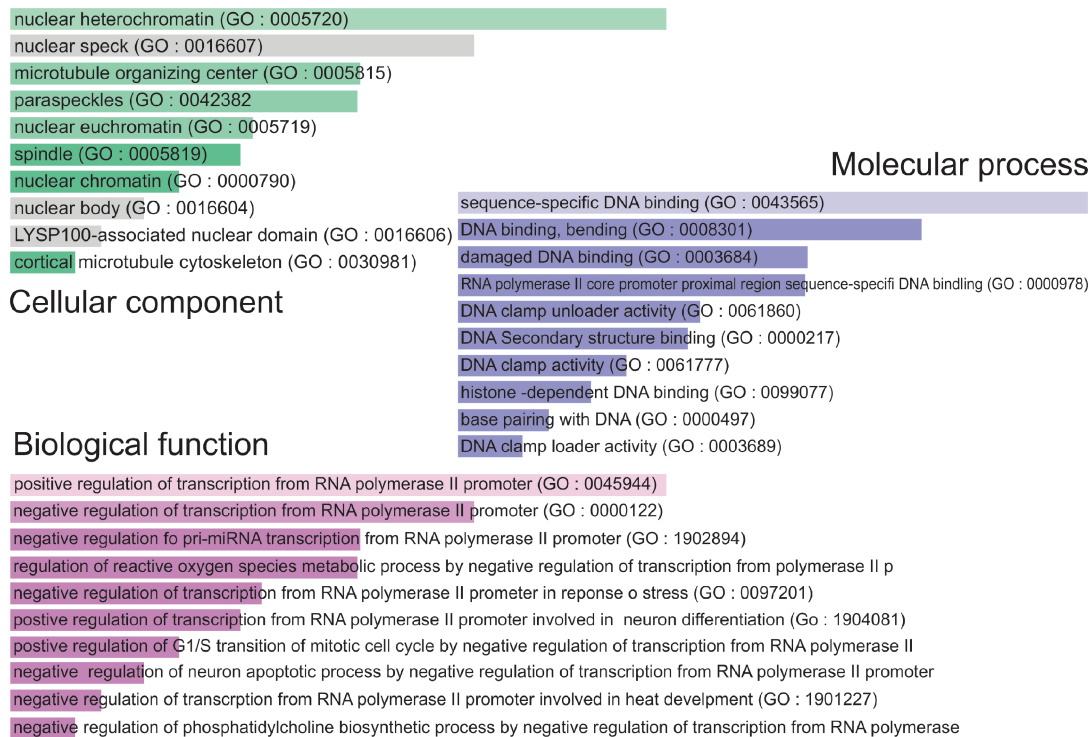 nuclear heterochromatin (GO : 0005720)
nuclear speck (GO : 0016607)
microtubule organizing center (GO : 0005815)
paraspeckles (GO : 0042382
nuclear euchromatin (GO : 0005719)
spindle (GO : 0005819)
nuclear chromatin (GO : 0000790)
nuclear body (GO : 0016604)
LYSP100-associated nuclear domain (GO : 0016606)
cortical microtubule cytoskeleton (GO : 0030981)
Cellular component
Molecular process
sequence-specific DNA binding (GO : 0043565)
DNA binding, bending (GO : 0008301)
damaged DNA binding (GO : 0003684)
RNA polymerase II core promoter proximal region sequence-specifi DNA bindling (GO : 0000978)
DNA clamp unloader activity (GO : 0061860)
DNA Secondary structure binding (GO : 0000217)
DNA clamp activity (GO : 0061777)
histone -dependent DNA binding (GO : 0099077)
base pairing with DNA (GO : 0000497)
DNA clamp loader activity (GO : 0003689)
Biological function
positive regulation of transcription from RNA polymerase II promoter (GO : 0045944)
negative regulation of transcription from RNA polymerase II promoter (GO : 0000122)
negative regulation fo pri-miRNA transcription from RNA polymerase II promoter (GO : 1902894)
regulation of reactive oxygen species metabolic process by negative regulation of transcription from polymerase II p
negative regulation of transcription from RNA polymerase II prometer in reponse o stress (GO : 0097201)
postive regulation of transcription from RNA polymerase II promoter involved in neuron differentiation (Go : 1904081)
postive regulation of G1/S transition of mitotic cell cycle by negative regulation of transcription from RNA polymerase II
negative regulation of neuron apoptotic process by negative regulation of transcription from RNA polymerase II promoter
negative regulation of transcrption from RNA polymerase II promoter involved in heat develpment (GO : 1901227)
negative regulation of phosphatidylcholine biosynthetic process by negative regulation of transcription from RNA polymerase